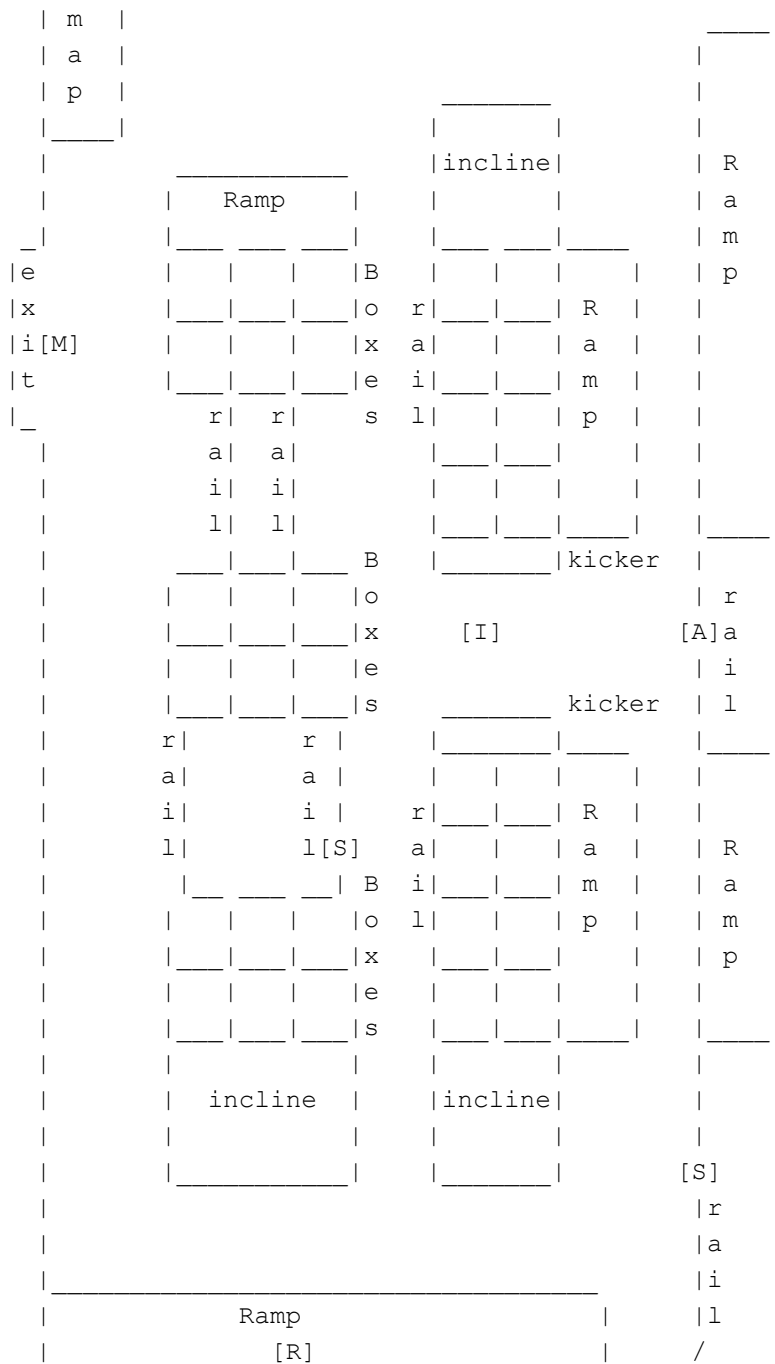 map
Ramp
incline
Ramp
exit
[M]
Boxes
rail
Ramp
rail
rail
kicker
Boxes
[I]
[A]
rail
kicker
rail
rail
[S]
rail
Ramp
Ramp
Boxes
incline
incline
[S]
rail
Ramp
[R]